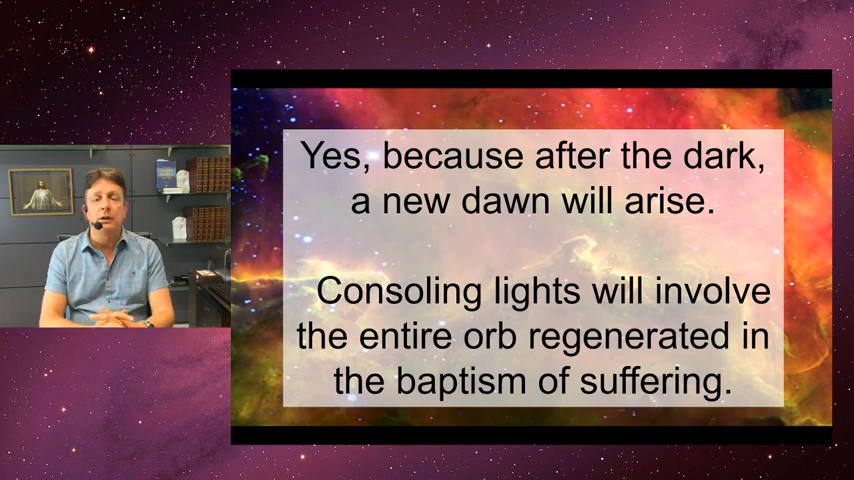 Yes, because after the dark,
a new dawn will arise.
Consoling lights will involve
the entire orb regenerated in
the baptism of suffering.